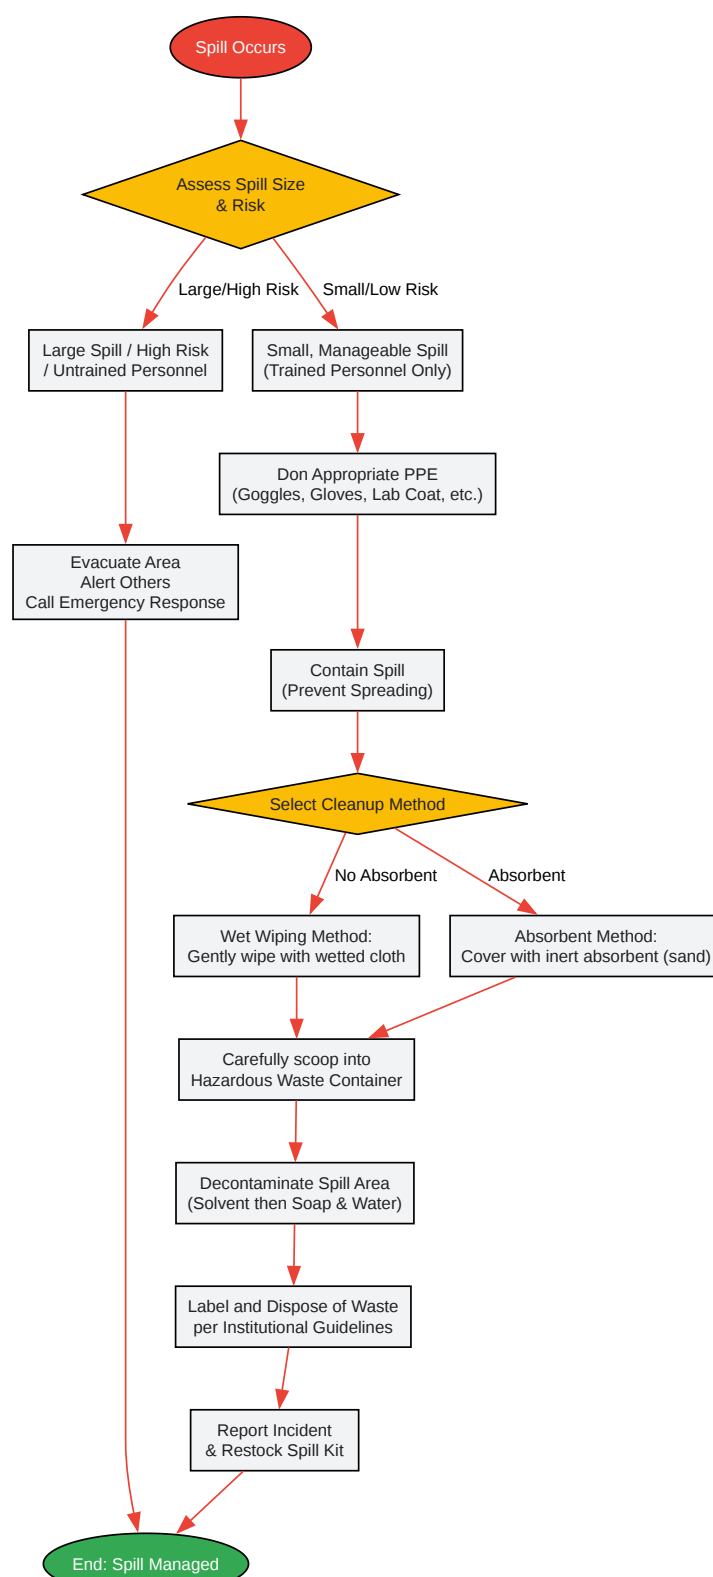 Spill Occurs
Assess Spill Size
& Risk
Large/High Risk
Small/Low Risk
Large Spill / High Risk
/ Untrained Personnel
Small, Manageable Spill
(Trained Personnel Only)
Don Appropriate PPE
(Goggles, Gloves, Lab Coat, etc.)
Evacuate Area
Alert Others
Call Emergency Response
Contain Spill
(Prevent Spreading)
Select Cleanup Method
No Absorbent
Absorbent
Wet Wiping Method:
Gently wipe with wetted cloth
Absorbent Method:
Cover with inert absorbent (sand)
Carefully scoop into
Hazardous Waste Container
Decontaminate Spill Area
(Solvent then Soap & Water)
Label and Dispose of Waste
per Institutional Guidelines
Report Incident
& Restock Spill Kit
End: Spill Managed